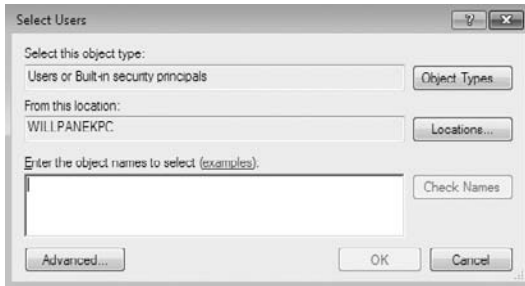 Select Users
Select this object type:
Users or Built-in security principals
Object Types...
From this location:
WILLPANEKPC
Locations...
Enter the object names to select (examples).
Check Names
Advanced...
OK
Cancel